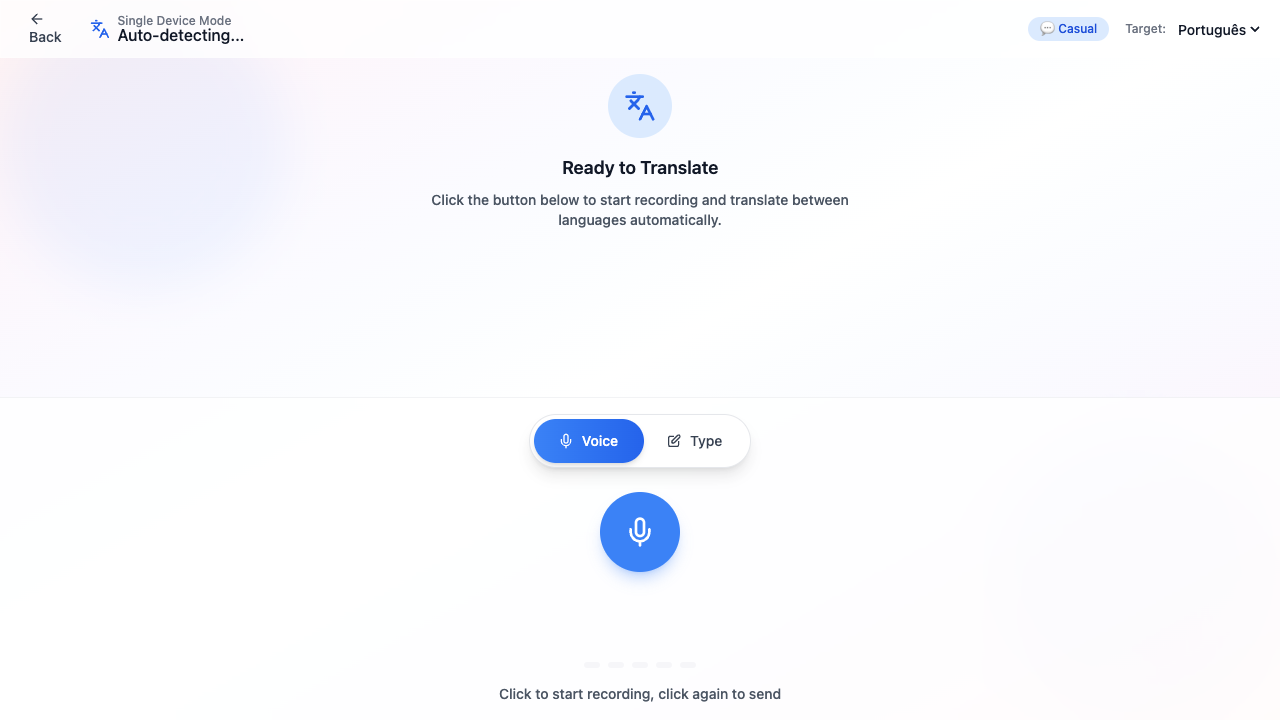 Back
Single Device Mode
Auto-detecting...
💬 Casual
Target:
Português
Ready to Translate
Click the button below to start recording and translate between
languages automatically.
Voice
Type
Click to start recording, click again to send